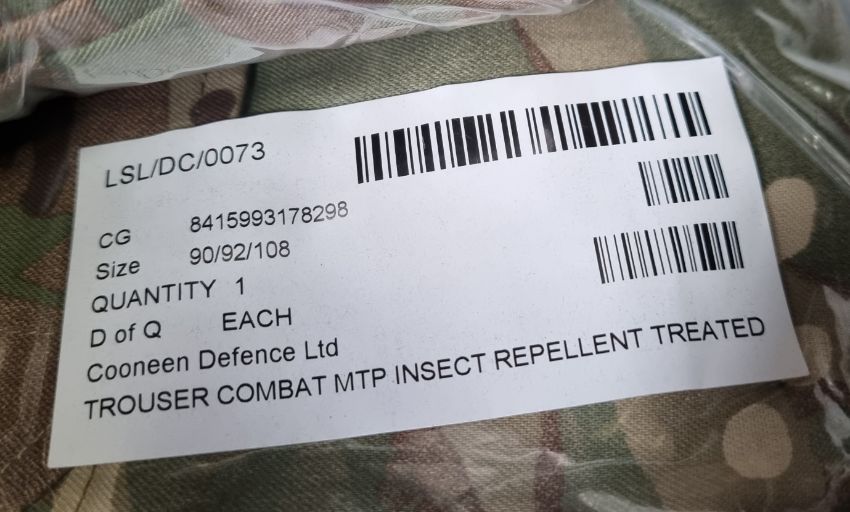 LSL/DC/0073
CG 8415993178298
Size 90/92/108
QUANTITY 1
D of Q EACH
Cooneen Defence Ltd
TROUSER COMBAT MTP INSECT REPELLENT TREATED